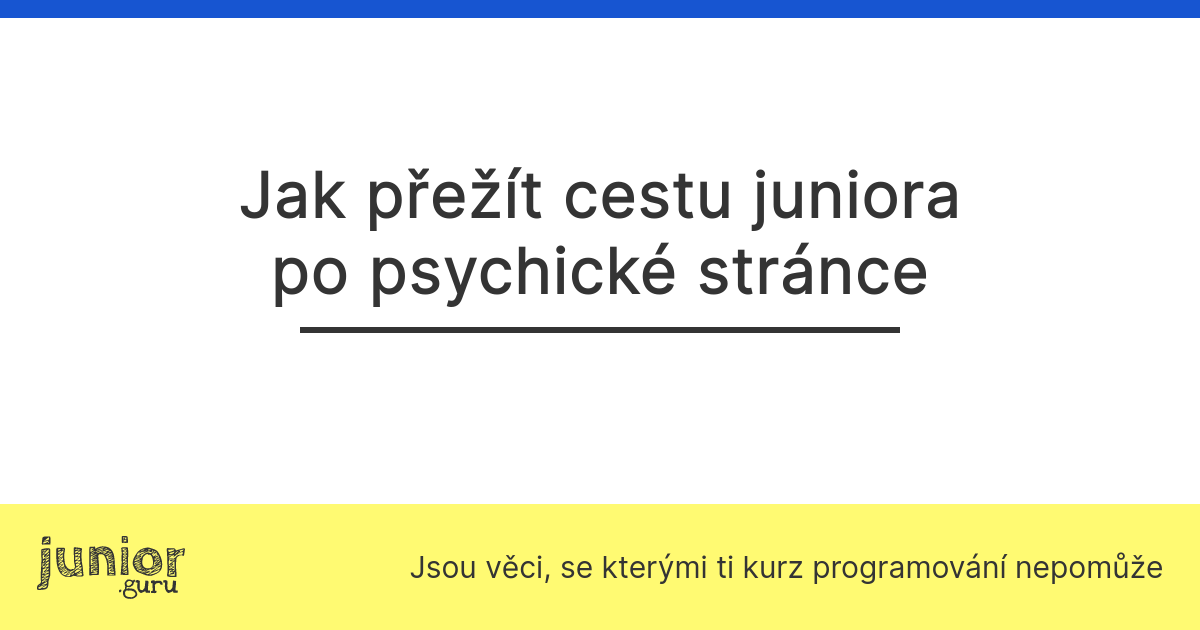 Jak přežít cestu juniora
po psychické stránce
junior
.guru
Jsou věci, se kterými ti kurz programování nepomůže